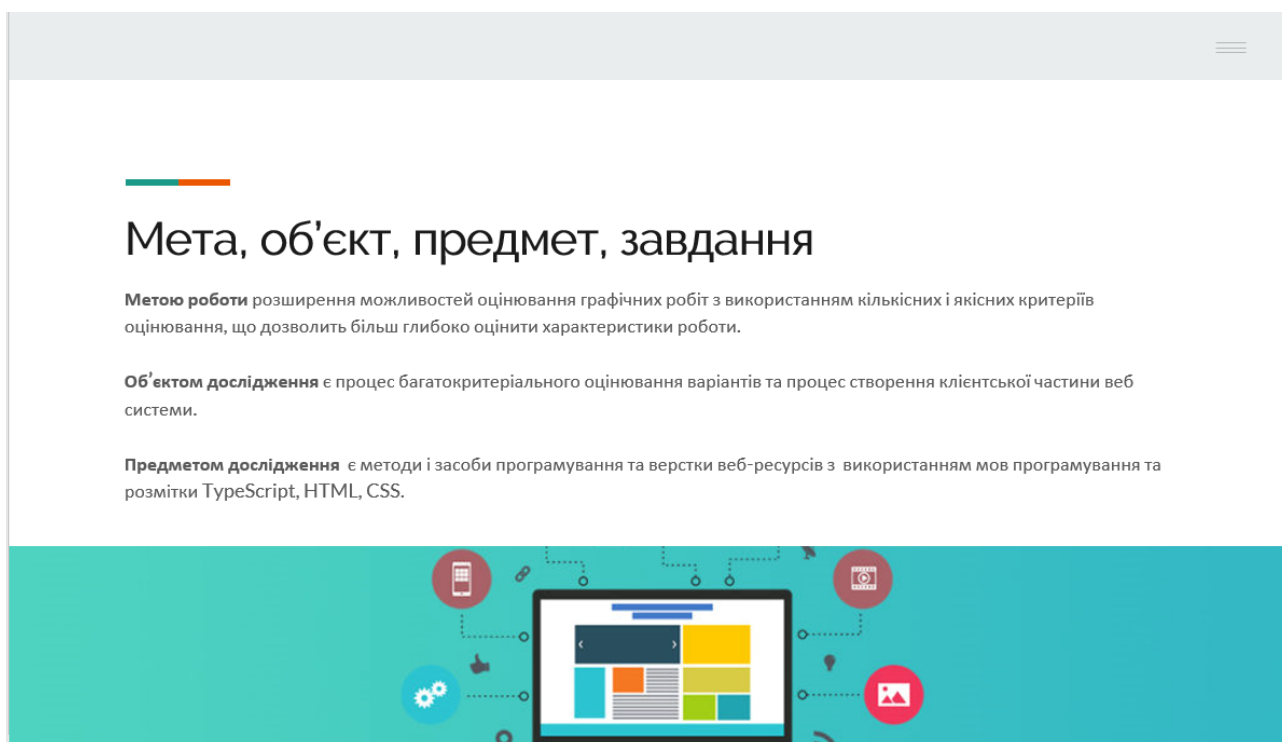 Мета, об’єкт, предмет, завдання
Метою роботи розширення можливостей оцінювання графічних робіт з використанням кількісних і якісних критеріїв
оцінювання, що дозволить більш глибоко оцінити характеристики роботи.
Об’єктом дослідження є процес багатокритеріального оцінювання варіантів та процес створення клієнтської частини веб
системи.
Предметом дослідження є методи і засоби програмування та верстки веб-ресурсів з використанням мов програмування та
розмітки TypeScript, HTML, CSS.